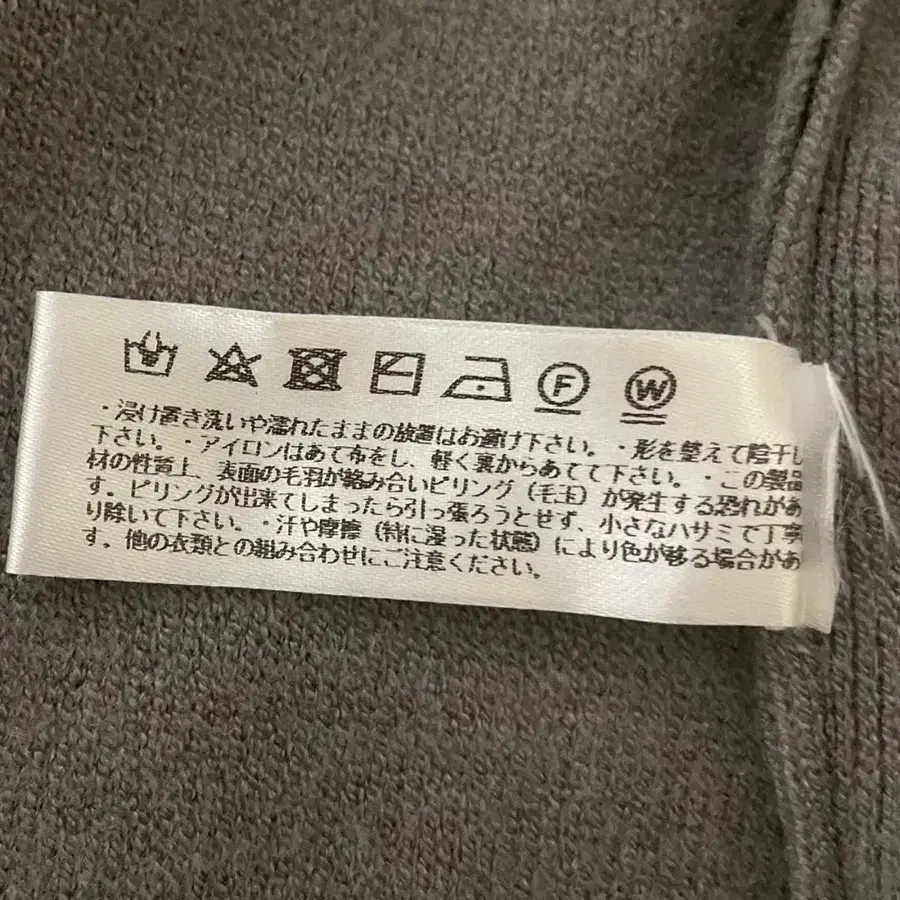 F W
・浸け置き洗いや濡れたままの放置はお避け下さい。・形を整えて陰干し
下さい。・アイロンはあて布をし、軽く裏からあてて下さい。・この製品
材の性質上、表面の毛羽が絡み合いピリング（毛玉）が発生する恐れがあ
す。ピリングが出来てしまったら引っ張ろうとせず、小さなハサミで丁寧
り除いて下さい。・汗や摩擦（特に湿った状態）により色が移る場合があ
す。他の衣類との組み合わせにご注意ください。